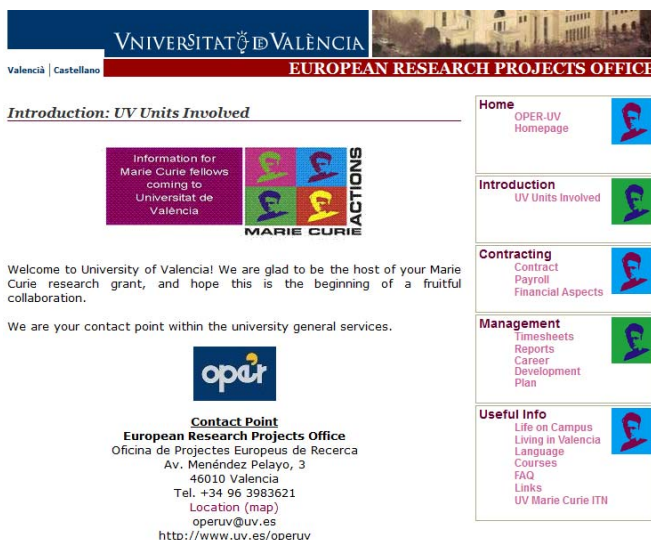 VNIVERSITAT DE VALÈNCIA
Valencià | Castellano
EUROPEAN RESEARCH PROJECTS OFFICE
Introduction: UV Units Involved
Information for
Marie Curie fellows
coming to
Universitat de
València
MARIE CURIE
ACTIONS
Welcome to University of Valencia! We are glad to be the host of your Marie
Curie research grant, and hope this is the beginning of a fruitful
collaboration.
We are your contact point within the university general services.
oper
Contact Point
European Research Projects Office
Oficina de Projectes Europeus de Recerca
Av. Menéndez Pelayo, 3
46010 Valencia
Tel. +34 96 3983621
Location (map)
operuv@uv.es
http://www.uv.es/operuv
Home
OPER-UV
Homepage
Introduction
UV Units Involved
Contracting
Contract
Payroll
Financial Aspects
Management
Timesheets
Reports
Career
Development
Plan
Useful Info
Life on Campus
Living in Valencia
Language
Courses
FAQ
Links
UV Marie Curie ITN